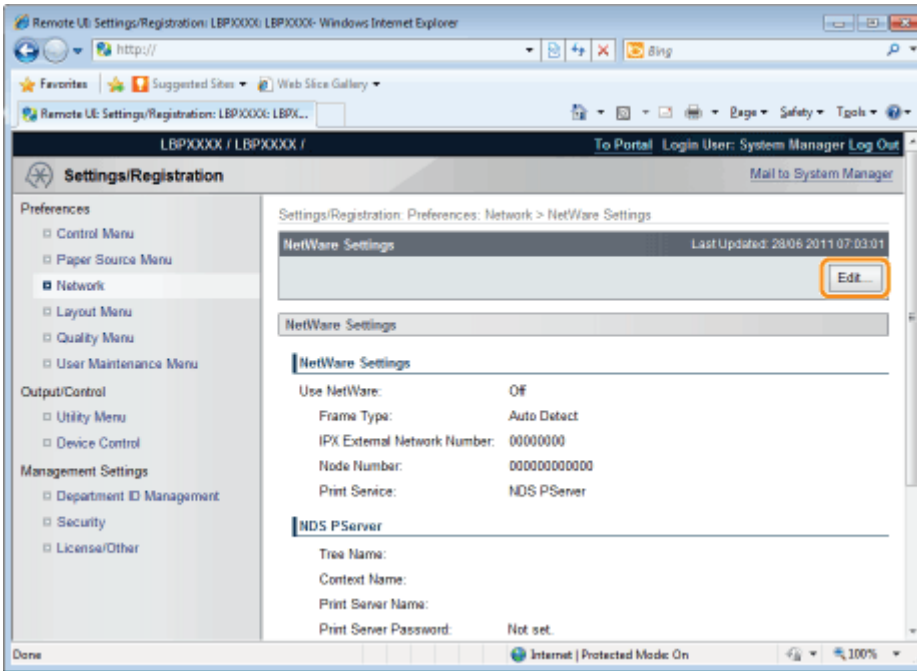 Remote UI: Settings/Registration: LBPXXXX: LBPXXXX- Windows Internet Explorer
http://
Bing
Favorites Suggested Sites Web Slice Gallery
Remote UI: Settings/Registration: LBPXXXX: LBPX...
Page Safety Tools
LBPXXXX / LBPXXXX /
To Portal Login User: System Manager Log Out
Settings/Registration
Mail to System Manager
Preferences
Control Menu
Paper Source Menu
Network
Layout Menu
Quality Menu
User Maintenance Menu
Output/Control
Utility Menu
Device Control
Management Settings
Department ID Management
Security
License/Other
Settings/Registration: Preferences: Network > NetWare Settings
NetWare Settings Last Updated: 28/06 2011 07:03:01
Edit...
NetWare Settings
NetWare Settings
Use NetWare: Off
Frame Type: Auto Detect
IPX External Network Number: 00000000
Node Number: 000000000000
Print Service: NDS PServer
NDS PServer
Tree Name:
Context Name:
Print Server Name:
Print Server Password: Not set.
Done Internet | Protected Mode: On 100%